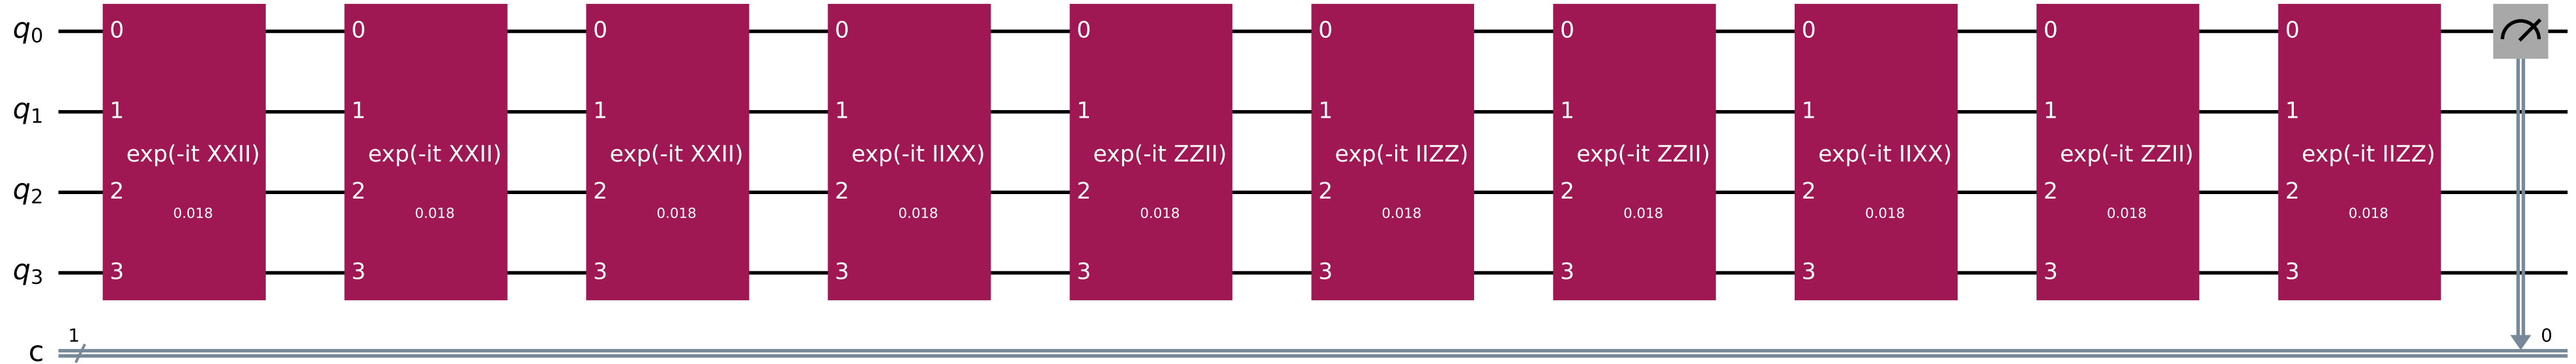 q0 0 0 0 0 0 0 0 0 0 0
q1 1 1 1 1 1 1 1 1 1 1
exp(-it XXII) exp(-it XXII) exp(-it XXII) exp(-it IIXX) exp(-it ZZII) exp(-it IIZZ) exp(-it ZZII) exp(-it IIXX) exp(-it ZZII) exp(-it IIZZ)
q2 2 2 2 2 2 2 2 2 2 2
0.018 0.018 0.018 0.018 0.018 0.018 0.018 0.018 0.018 0.018
q3 3 3 3 3 3 3 3 3 3 3
1 0
c